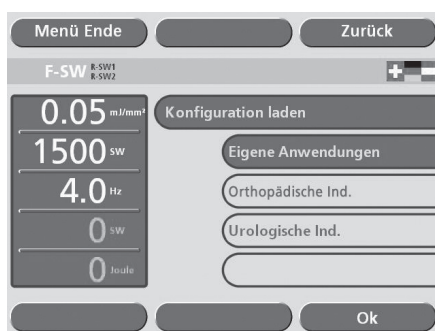 Menü Ende
Zurück
F-SW R-SW1
R-SW2
0.05 mJ/mm²
Konfiguration laden
1500 SW
Eigene Anwendungen
4.0 Hz
Orthopädische Ind.
0 SW
Urologische Ind.
0 Joule
Ok